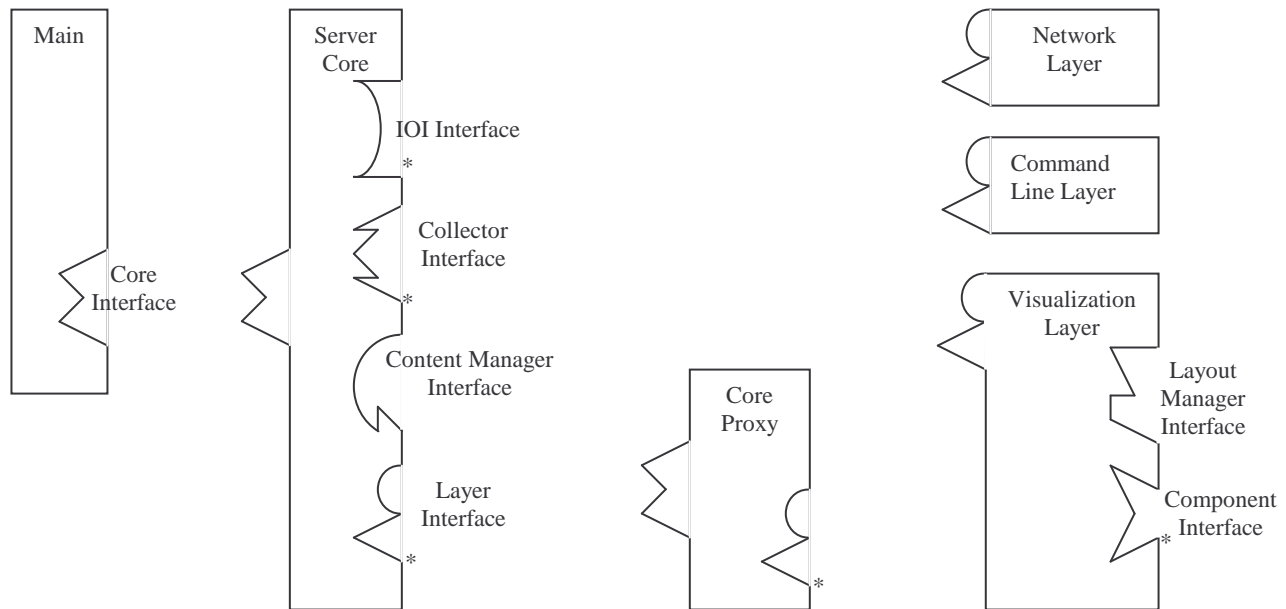 Main
Core
Interface
Server
Core
IOI Interface
*
Collector
Interface
*
Content Manager
Interface
Layer
Interface
*
Core
Proxy
*
Network
Layer
Command
Line Layer
Visualization
Layer
Layout
Manager
Interface
Component
Interface
*